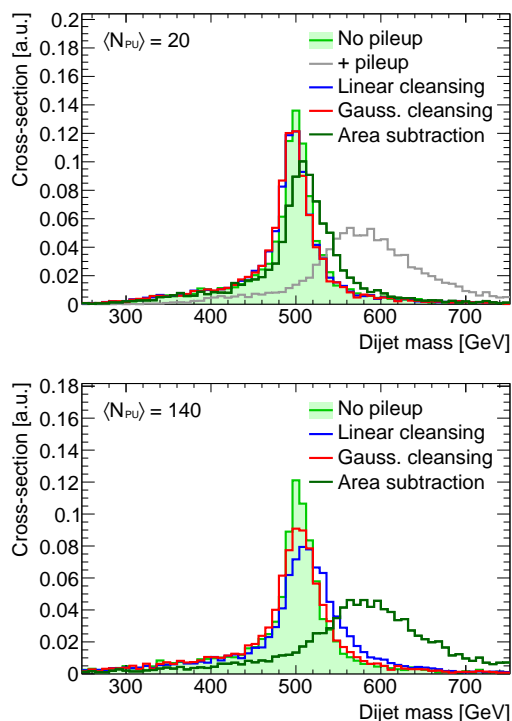 0.2
0.18
0.16
0.14
0.12
0.1
0.08
0.06
0.04
0.02
0
Cross-section [a.u.]
⟨N_PU⟩ = 20
No pileup
+ pileup
Linear cleansing
Gauss. cleansing
Area subtraction
300 400 500 600 700
Dijet mass [GeV]
0.18
0.16
0.14
0.12
0.1
0.08
0.06
0.04
0.02
0
Cross-section [a.u.]
⟨N_PU⟩ = 140
No pileup
Linear cleansing
Gauss. cleansing
Area subtraction
300 400 500 600 700
Dijet mass [GeV]